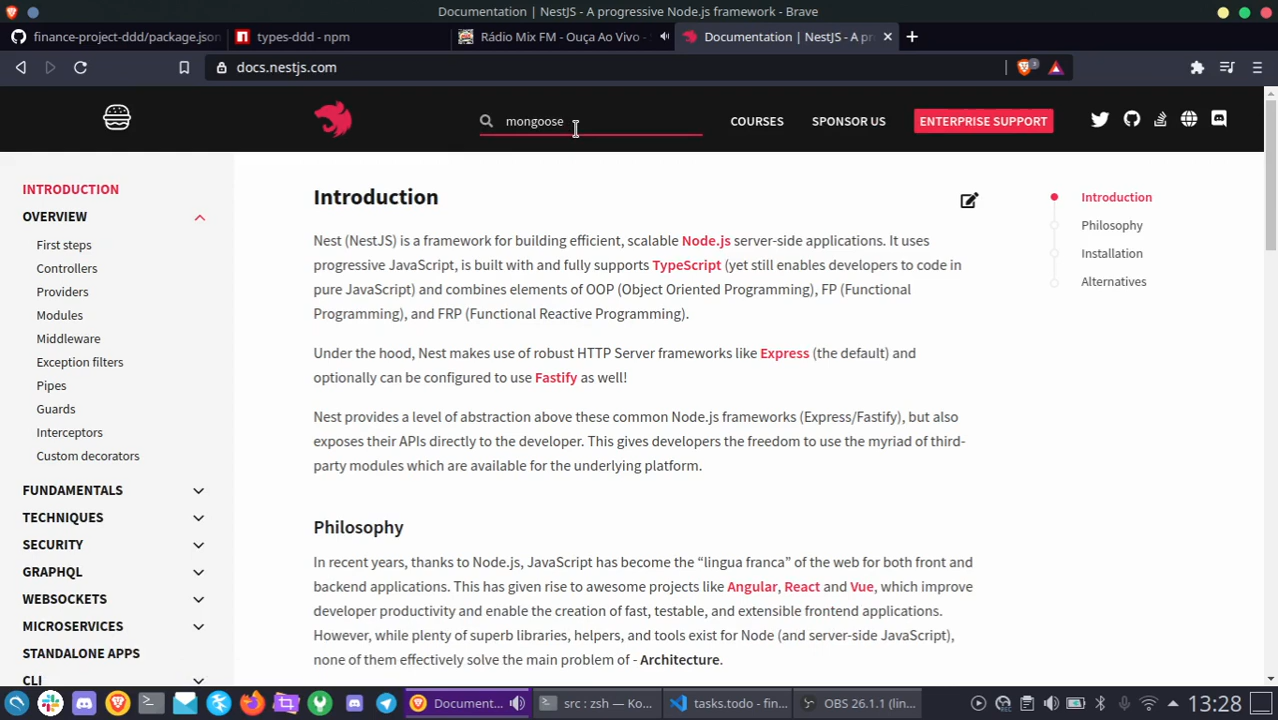 Documentation | NestJS - A progressive Node.js framework - Brave
finance-project-ddd/package.json
types-ddd - npm
Rádio Mix FM - Ouça Ao Vivo -
Documentation | NestJS - A pr
docs.nestjs.com
mongoose
COURSES
SPONSOR US
ENTERPRISE SUPPORT
INTRODUCTION
OVERVIEW
First steps
Controllers
Providers
Modules
Middleware
Exception filters
Pipes
Guards
Interceptors
Custom decorators
FUNDAMENTALS
TECHNIQUES
SECURITY
GRAPHQL
WEBSOCKETS
MICROSERVICES
STANDALONE APPS
CLI
Introduction
Nest (NestJS) is a framework for building efficient, scalable Node.js server-side applications. It uses
progressive JavaScript, is built with and fully supports TypeScript (yet still enables developers to code in
pure JavaScript) and combines elements of OOP (Object Oriented Programming), FP (Functional
Programming), and FRP (Functional Reactive Programming).
Under the hood, Nest makes use of robust HTTP Server frameworks like Express (the default) and
optionally can be configured to use Fastify as well!
Nest provides a level of abstraction above these common Node.js frameworks (Express/Fastify), but also
exposes their APIs directly to the developer. This gives developers the freedom to use the myriad of third-
party modules which are available for the underlying platform.
Philosophy
In recent years, thanks to Node.js, JavaScript has become the “lingua franca” of the web for both front and
backend applications. This has given rise to awesome projects like Angular, React and Vue, which improve
developer productivity and enable the creation of fast, testable, and extensible frontend applications.
However, while plenty of superb libraries, helpers, and tools exist for Node (and server-side JavaScript),
none of them effectively solve the main problem of - Architecture.
Introduction
Philosophy
Installation
Alternatives
Document...
src : zsh — Ko...
tasks.todo - fin...
OBS 26.1.1 (lin...
13:28